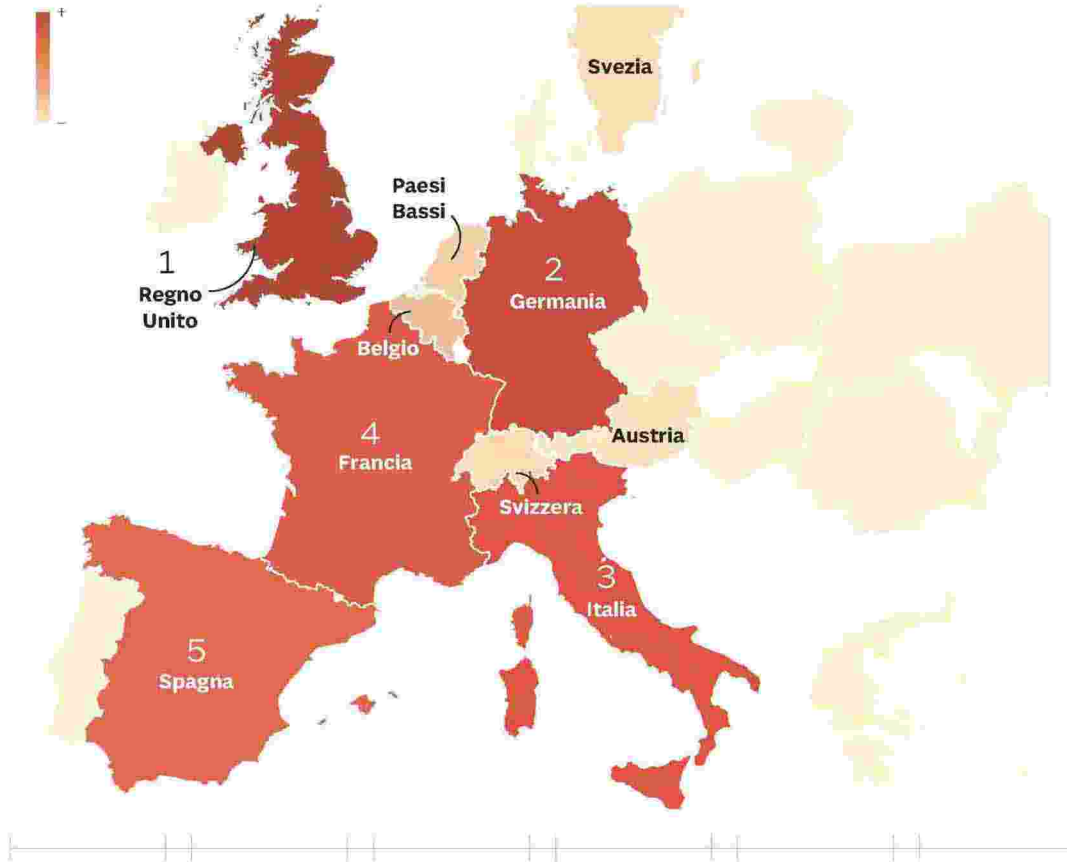 +
–
Svezia
Paesi
Bassi
1
Regno
Unito
2
Germania
Belgio
4
Francia
Austria
Svizzera
3
Italia
5
Spagna